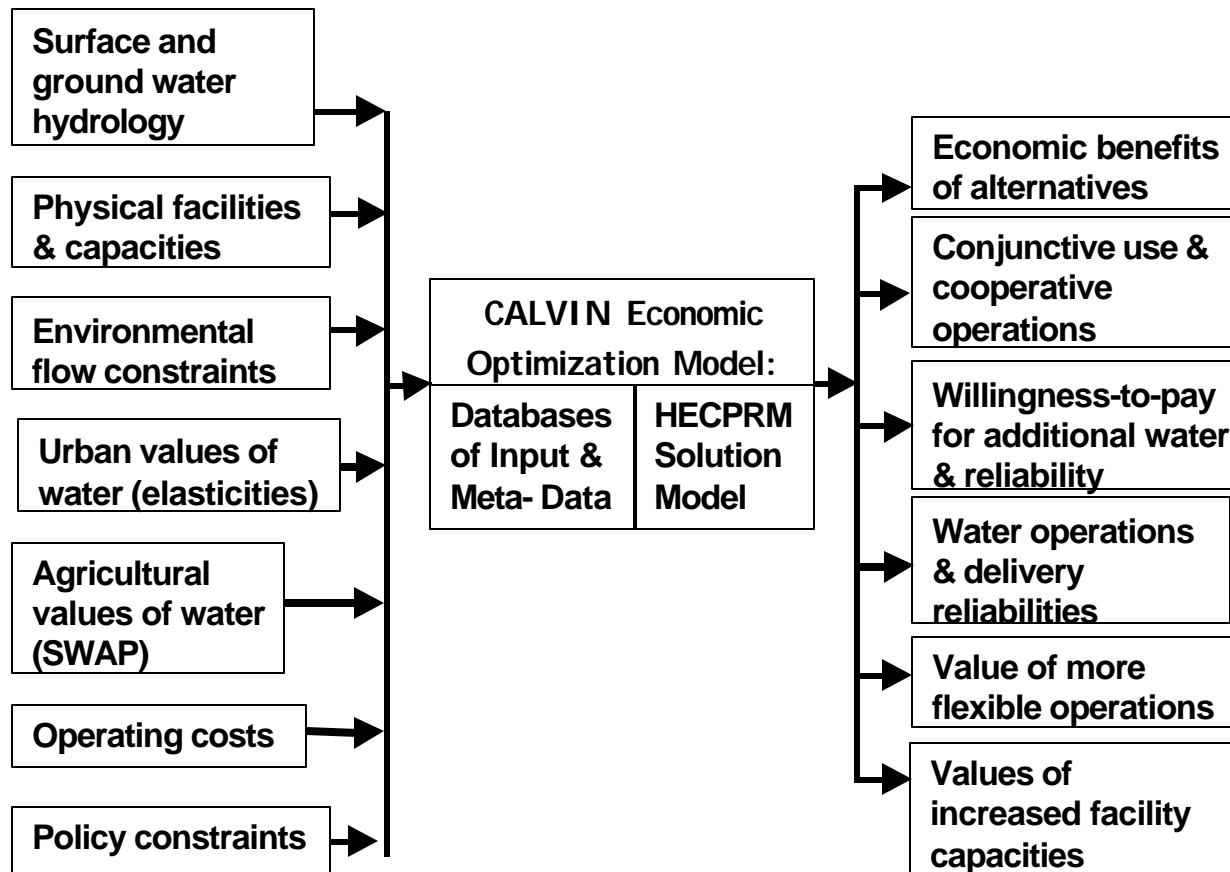 Surface and
ground water
hydrology
Physical facilities
& capacities
Environmental
flow constraints
Urban values of
water (elasticities)
Agricultural
values of water
(SWAP)
Operating costs
Policy constraints
CALVIN Economic
Optimization Model:
Databases
of Input &
Meta- Data
HECPRM
Solution
Model
Economic benefits
of alternatives
Conjunctive use &
cooperative
operations
Willingness-to-pay
for additional water
& reliability
Water operations
& delivery
reliabilities
Value of more
flexible operations
Values of
increased facility
capacities